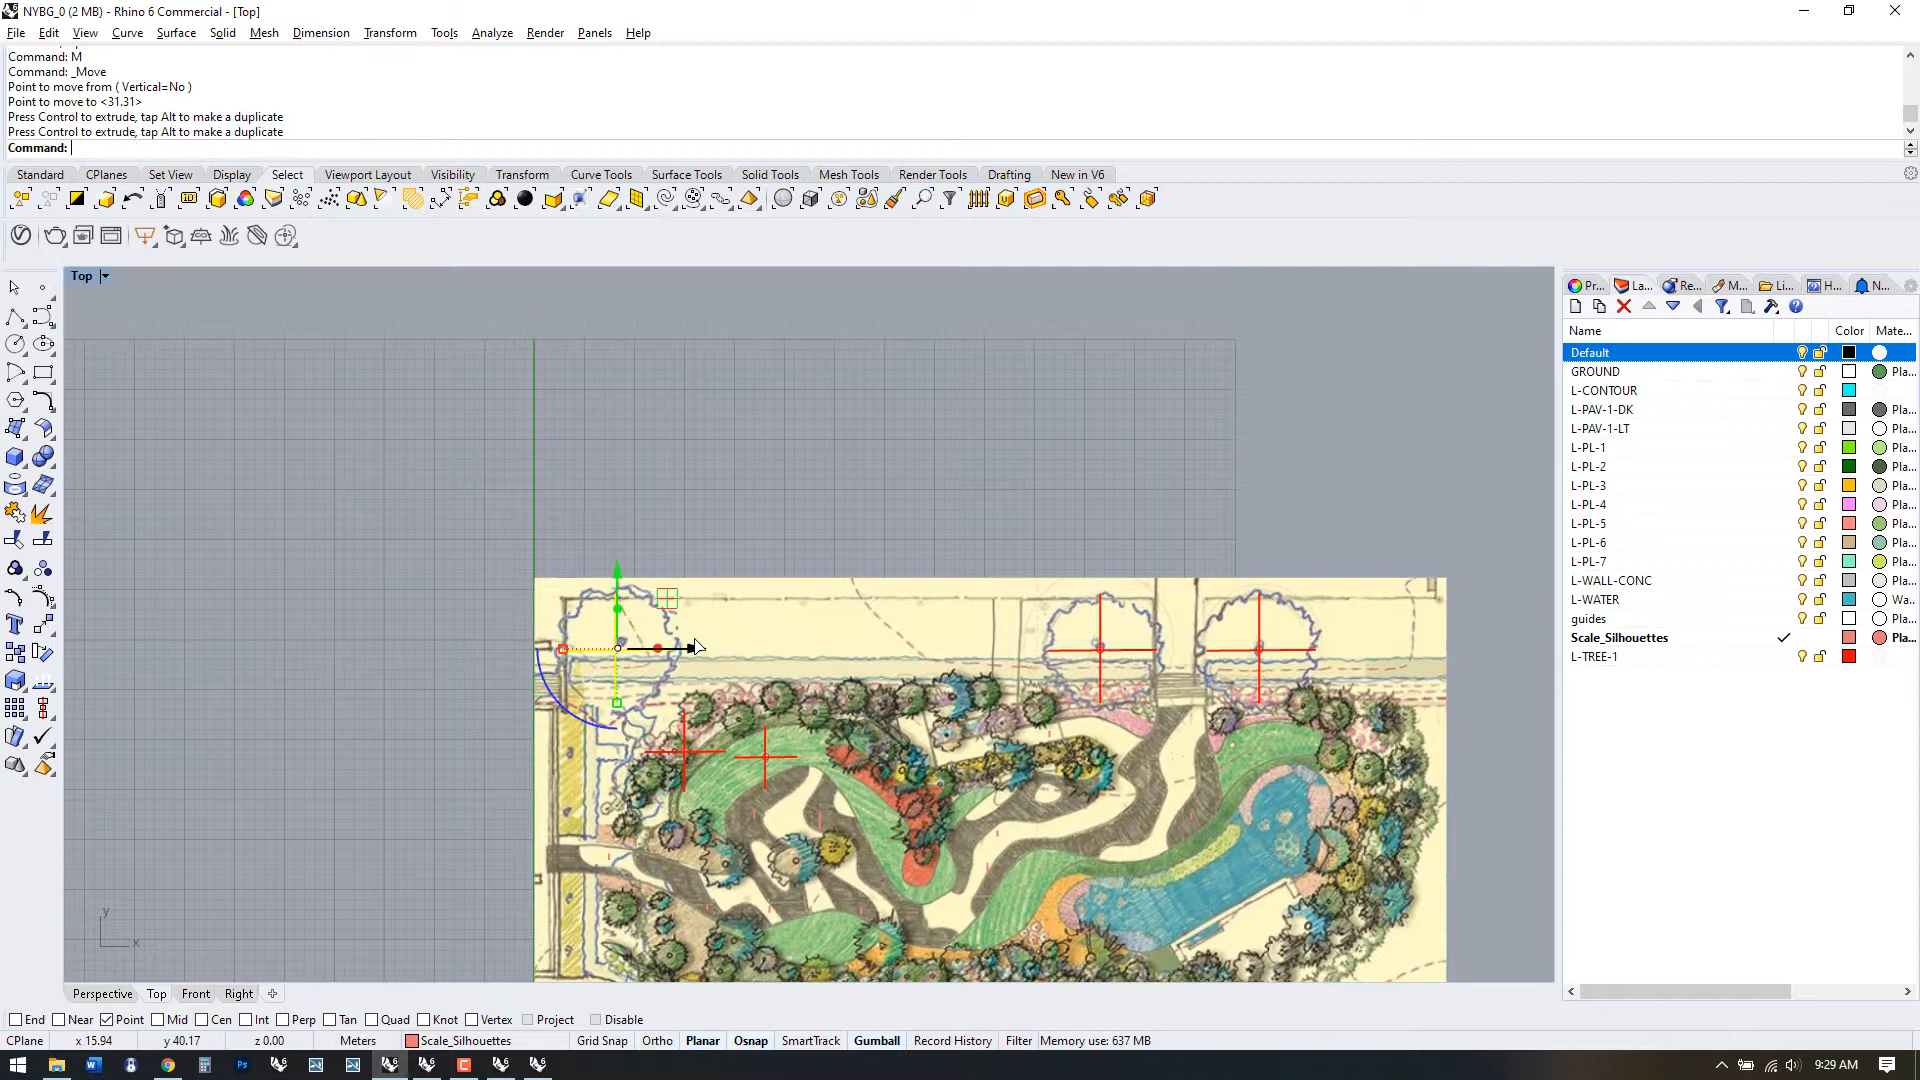 NYBG_0 (2 MB) - Rhino 6 Commercial - [Top]
File Edit View Curve Surface Solid Mesh Dimension Transform Tools Analyze Render Panels Help
Command: M
Command: _Move
Point to move from ( Vertical=No )
Point to move to <31.31>
Press Control to extrude, tap Alt to make a duplicate
Press Control to extrude, tap Alt to make a duplicate
Command:
Standard CPlanes Set View Display Select Viewport Layout Visibility Transform Curve Tools Surface Tools Solid Tools Mesh Tools Render Tools Drafting New in V6
Top
Pr... La... Re... M... Li... H... N...
Name Color Mate...
Default
GROUND Pla...
L-CONTOUR
L-PAV-1-DK Pla...
L-PAV-1-LT Pla...
L-PL-1 Pla...
L-PL-2 Pla...
L-PL-3 Pla...
L-PL-4 Pla...
L-PL-5 Pla...
L-PL-6 Pla...
L-PL-7 Pla...
L-WALL-CONC Pla...
L-WATER Wa...
guides Pla...
Scale_Silhouettes Pla...
L-TREE-1
y
x
Perspective Top Front Right
End Near Point Mid Cen Int Perp Tan Quad Knot Vertex Project Disable
CPlane x 15.94 y 40.17 z 0.00 Meters Scale_Silhouettes Grid Snap Ortho Planar Osnap SmartTrack Gumball Record History Filter Memory use: 637 MB
9:29 AM